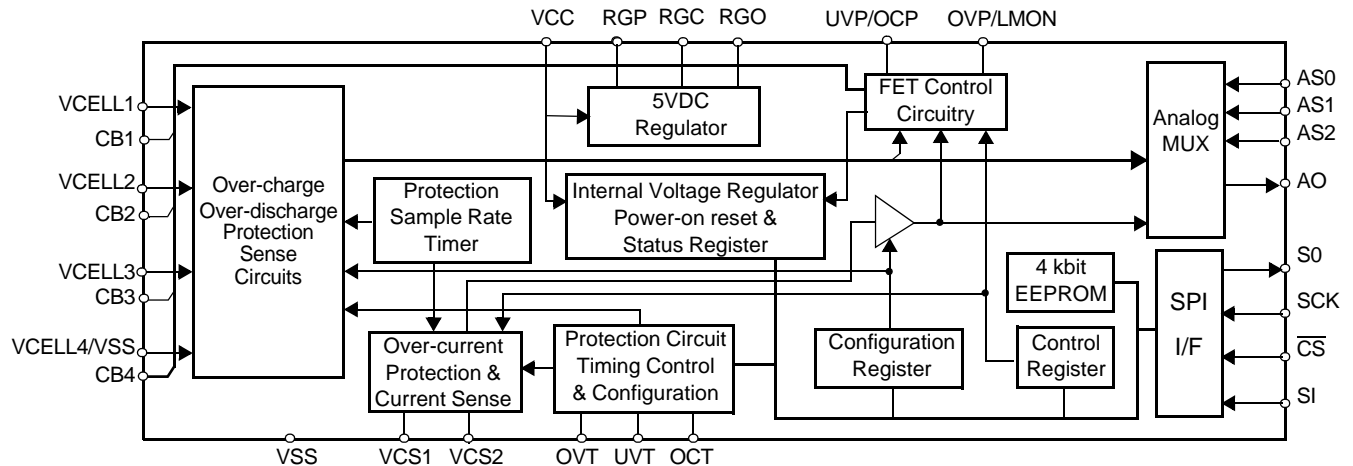 VCC RGP RGC RGO UVP/OCP OVP/LMON
VCELL1
CB1
VCELL2
CB2
VCELL3
CB3
VCELL4/VSS
CB4
Over-charge
Over-discharge
Protection
Sense
Circuits
5VDC
Regulator
FET Control
Circuitry
Analog
MUX
AS0
AS1
AS2
AO
Protection
Sample Rate
Timer
Internal Voltage Regulator
Power-on reset &
Status Register
4 kbit
EEPROM
SPI
I/F
S0
SCK
CS
SI
Over-current
Protection &
Current Sense
Protection Circuit
Timing Control
& Configuration
Configuration
Register
Control
Register
VSS VCS1 VCS2 OVT UVT OCT